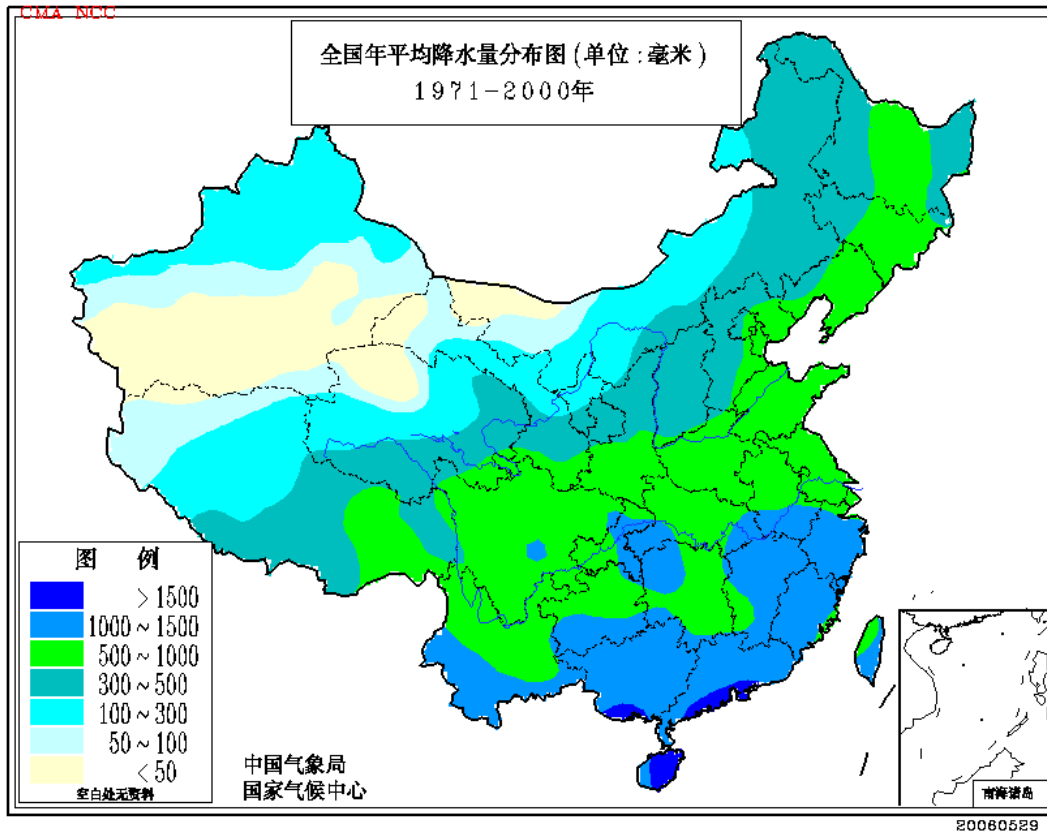 CMA NCC
全国年平均降水量分布图(单位:毫米)
1971-2000年
图 例
>1500
1000~1500
500~1000
300~500
100~300
50~100
<50
空白处无资料
中国气象局
国家气候中心
南海诸岛
20060529